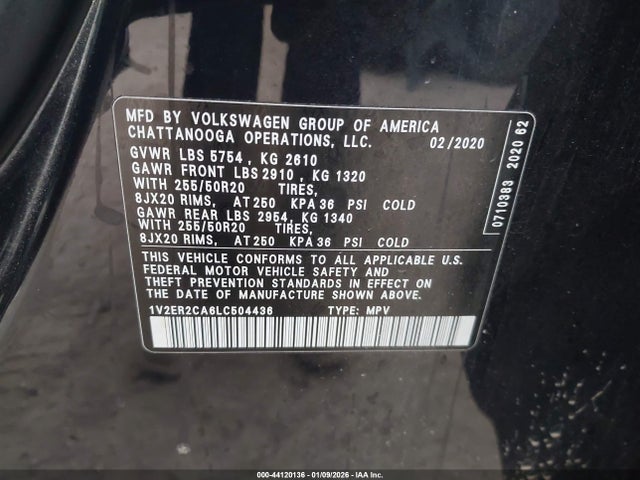 MFD BY VOLKSWAGEN GROUP OF AMERICA
CHATTANOOGA OPERATIONS, LLC. 02/2020
GVWR LBS 5754 , KG 2610
GAWR FRONT LBS 2910 , KG 1320
WITH 255/50R20 TIRES,
8JX20 RIMS, AT 250 KPA 36 PSI COLD
GAWR REAR LBS 2954, KG 1340
WITH 255/50R20 TIRES,
8JX20 RIMS, AT 250 KPA 36 PSI COLD
THIS VEHICLE CONFORMS TO ALL APPLICABLE U.S.
FEDERAL MOTOR VEHICLE SAFETY AND
THEFT PREVENTION STANDARDS IN EFFECT ON
THE DATE OF MANUFACTURE SHOWN ABOVE.
1V2ER2CA6LC504436 TYPE: MPV
0710383 2020 62
000-44120136 - 01/09/2026 - IAA Inc.